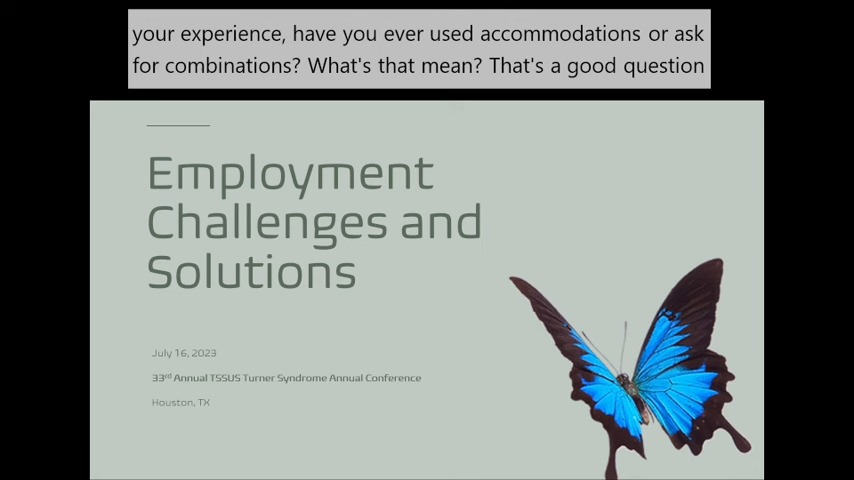 your experience, have you ever used accommodations or ask
for combinations? What's that mean? That's a good question
Employment
Challenges and
Solutions
July 16, 2023
33rd Annual TSSUS Turner Syndrome Annual Conference
Houston, TX